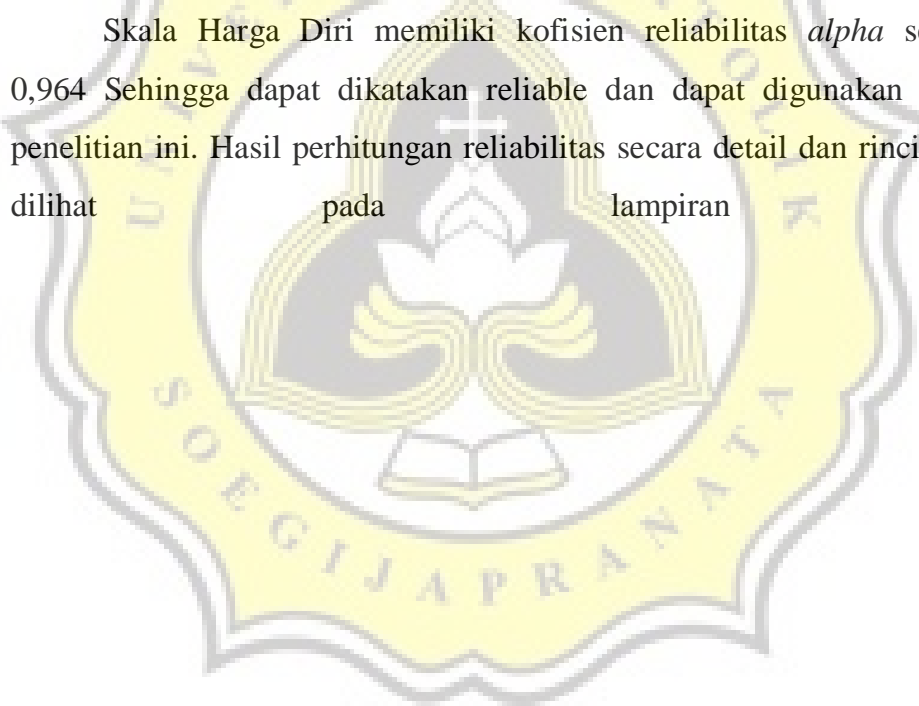 Skala Harga Diri memiliki kofisien reliabilitas alpha
0,964 Sehingga dapat dikatakan reliable dan dapat digunakan
penelitian ini. Hasil perhitungan reliabilitas secara detail dan rinci
dilihat pada lampiran
SOEGIJAPRANATA